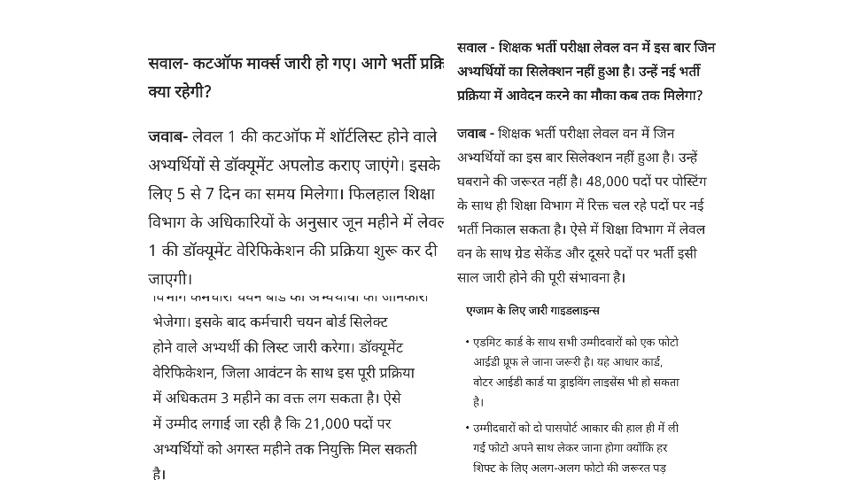 सवाल- कटऑफ मार्क्स जारी हो गए। आगे भर्ती
क्या रहेगी?
जवाब- लेवल 1 की कटऑफ में शॉर्टलिस्ट होने वाले
अभ्यर्थियों से डॉक्यूमेंट अपलोड कराए जाएंगे। इसके
लिए 5 से 7 दिन का समय मिलेगा। फिलहाल शिक्षा
विभाग के अधिकारियों के अनुसार जून महीने में लेवल
1 की डॉक्यूमेंट वेरिफिकेशन की प्रक्रिया शुरू कर दी
जाएगी।
भेजेगा। इसके बाद कर्मचारी चयन बोर्ड सिलेक्ट
होने वाले अभ्यर्थी की लिस्ट जारी करेगा। डॉक्यूमेंट
वेरिफिकेशन, जिला आवंटन के साथ इस पूरी प्रक्रिया
में अधिकतम 3 महीने का वक्त लग सकता है। ऐसे
में उम्मीद लगाई जा रही है कि 21,000 पदों पर
अभ्यर्थियों को अगस्त महीने तक नियुक्ति मिल सकती
है।
सवाल - शिक्षक भर्ती परीक्षा लेवल वन में इस बार जिन
अभ्यर्थियों का सिलेक्शन नहीं हुआ है। उन्हें नई भर्ती
प्रक्रिया में आवेदन करने का मौका कब तक मिलेगा?
जवाब - शिक्षक भर्ती परीक्षा लेवल वन में जिन
अभ्यर्थियों का इस बार सिलेक्शन नहीं हुआ है। उन्हें
घबराने की जरूरत नहीं है। 48,000 पदों पर पोस्टिंग
के साथ ही शिक्षा विभाग में रिक्त चल रहे पदों पर नई
भर्ती निकाल सकता है। ऐसे में शिक्षा विभाग में लेवल
वन के साथ ग्रेड सेकेंड और दूसरे पदों पर भर्ती इसी
साल जारी होने की पूरी संभावना है।
एग्जाम के लिए जारी गाइडलाइन्स
• एडमिट कार्ड के साथ सभी उम्मीदवारों को एक फोटो
आईडी प्रूफ ले जाना जरूरी है। यह आधार कार्ड,
वोटर आईडी कार्ड या ड्राइविंग लाइसेंस भी हो सकता
है।
• उम्मीदवारों को दो पासपोर्ट आकार की हाल ही में ली
गई फोटो अपने साथ लेकर जाना होगा क्योंकि हर
शिफ्ट के लिए अलग-अलग फोटो की जरूरत पड़